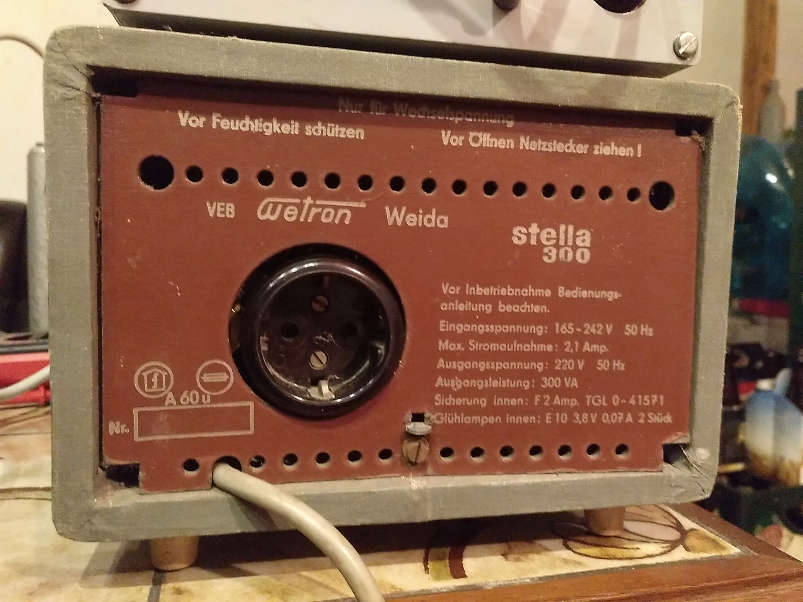 Nur für Wechselspannung
Vor Feuchtigkeit schützen
Vor Öffnen Netzstecker ziehen!
VEB Wetron Weida
stella
300
Vor Inbetriebnahme Bedienungs-
anleitung beachten.
Eingangsspannung: 165-242 V 50 Hz
Max. Stromaufnahme: 2,1 Amp.
Ausgangsspannung: 220 V 50 Hz
Ausgangsleistung: 300 VA
Sicherung innen: F 2 Amp. TGL 0-41571
Glühlampen innen: E 10 3,8 V 0,07 A 2 Stück
A 60 u
Nr.